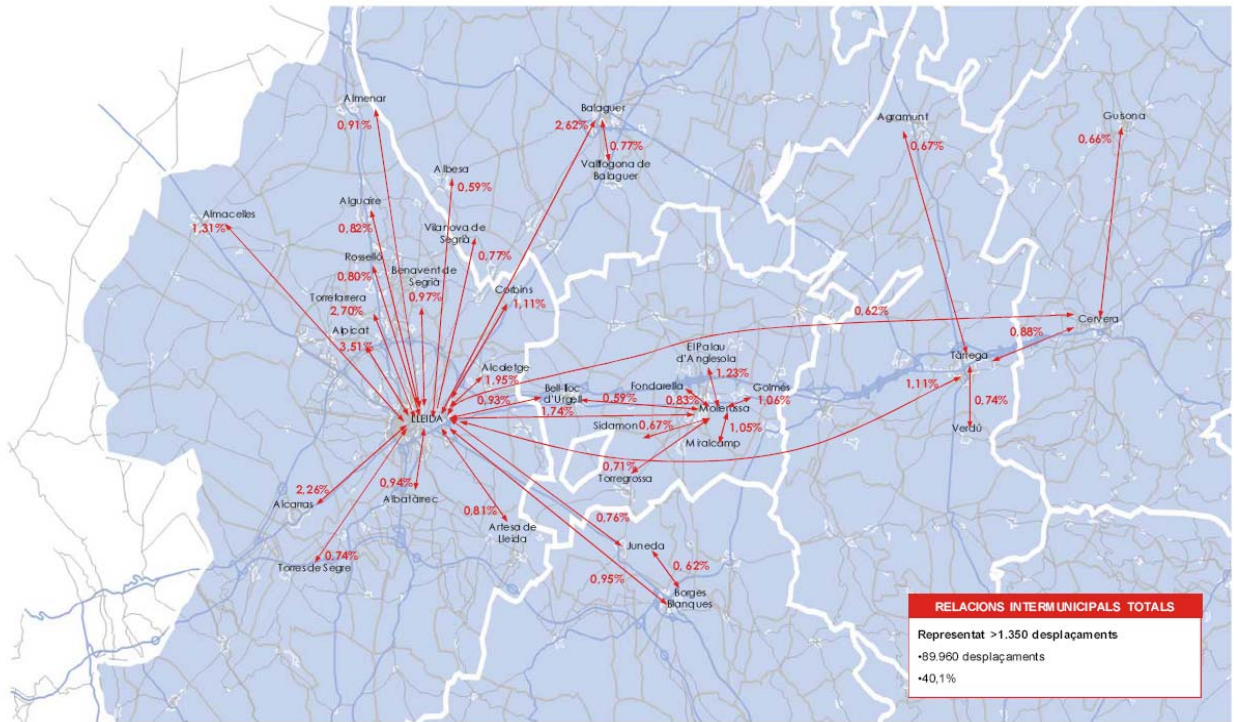 Almenar
0,91%
Balaguer
2,62%
0,77%
Vallfogona de
Balaguer
Agramunt
0,67%
Guisona
0,66%
Albesa
0,59%
Almacelles
1,31%
Alguaire
0,82%
Vilanova de
Segrià
0,77%
Rosselló
0,80%
Benavent de
Segrià
0,97%
Corbins
1,11%
Torrefarrera
2,70%
Alpicat
3,51%
0,62%
Cervera
0,88%
Tàrrega
El Palau
d'Anglesola
1,23%
Alcoletge
1,95%
0,93%
Bell-lloc
d'Urgell
1,74%
0,59%
Fondarella
0,83%
Golmés
1,06%
Mollerussa
1,11%
0,74%
Verdú
LLEIDA
Sidamon
0,67%
1,05%
Miralcamp
0,71%
Torregrossa
2,26%
Alcarras
0,94%
Albatàrrec
0,81%
Artesa de
Lleida
0,74%
Torres de Segre
0,76%
Juneda
0,62%
0,95%
Borges
Blanques
RELACIONS INTERMUNICIPALS TOTALS
Representat >1.350 desplaçaments
•89.960 desplaçaments
•40,1%